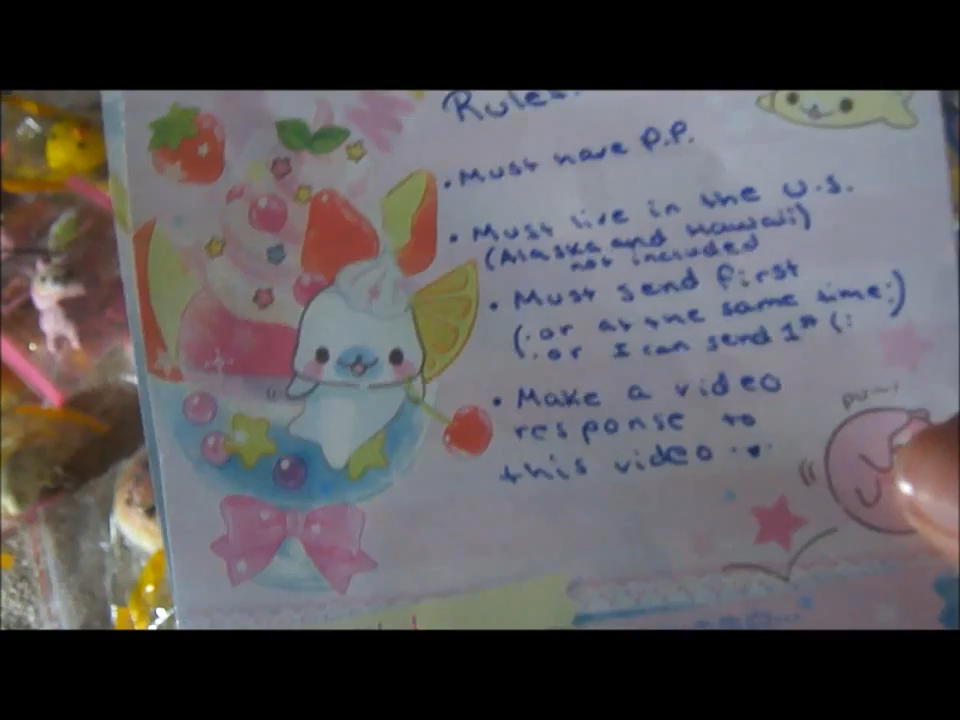 Rules:
• Must have P.P.
• Must live in the U.S.
(Alaska and Hawaii)
not included
• Must send first
(.or at the same time:)
(.or I can send 1st (:
• Make a video
response to
this video.♥.